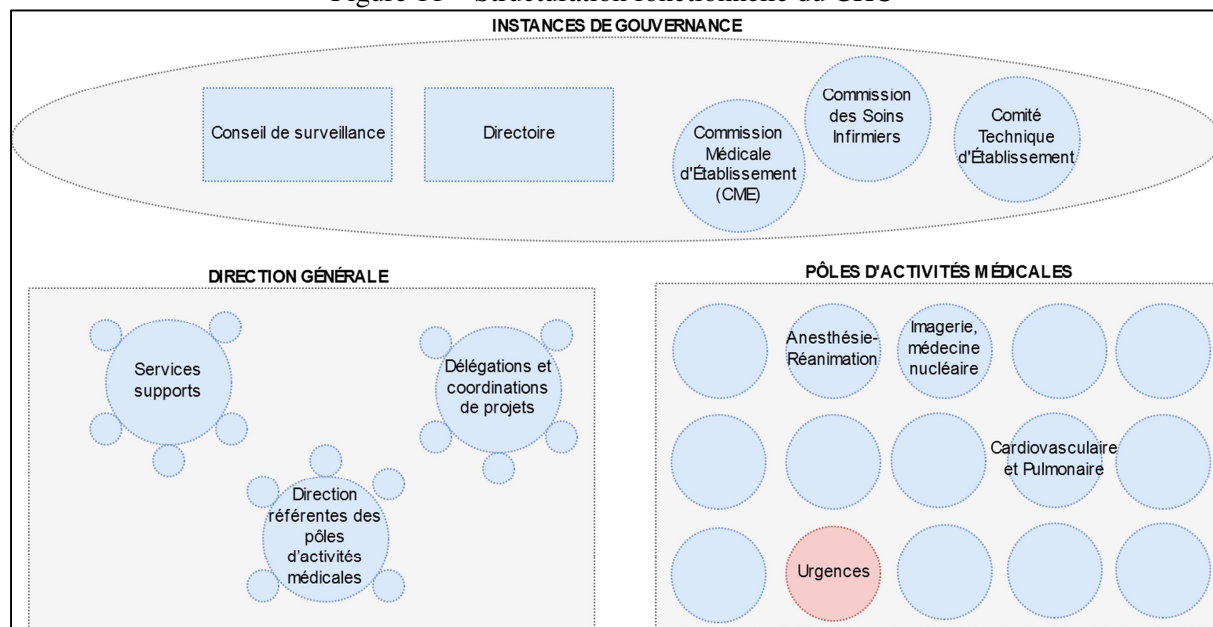 INSTANCES DE GOUVERNANCE
Conseil de surveillance
Directoire
Commission
Médicale
d'Établissement
(CME)
Commission
des Soins
Infirmiers
Comité
Technique
d'Établissement
DIRECTION GÉNÉRALE
Services
supports
Délégations et
coordinations
de projets
Direction
référentes des
pôles
d'activités
médicales
PÔLES D'ACTIVITÉS MÉDICALES
Anesthésie-
Réanimation
Imagerie,
médecine
nucléaire
Cardiovasculaire
et Pulmonaire
Urgences